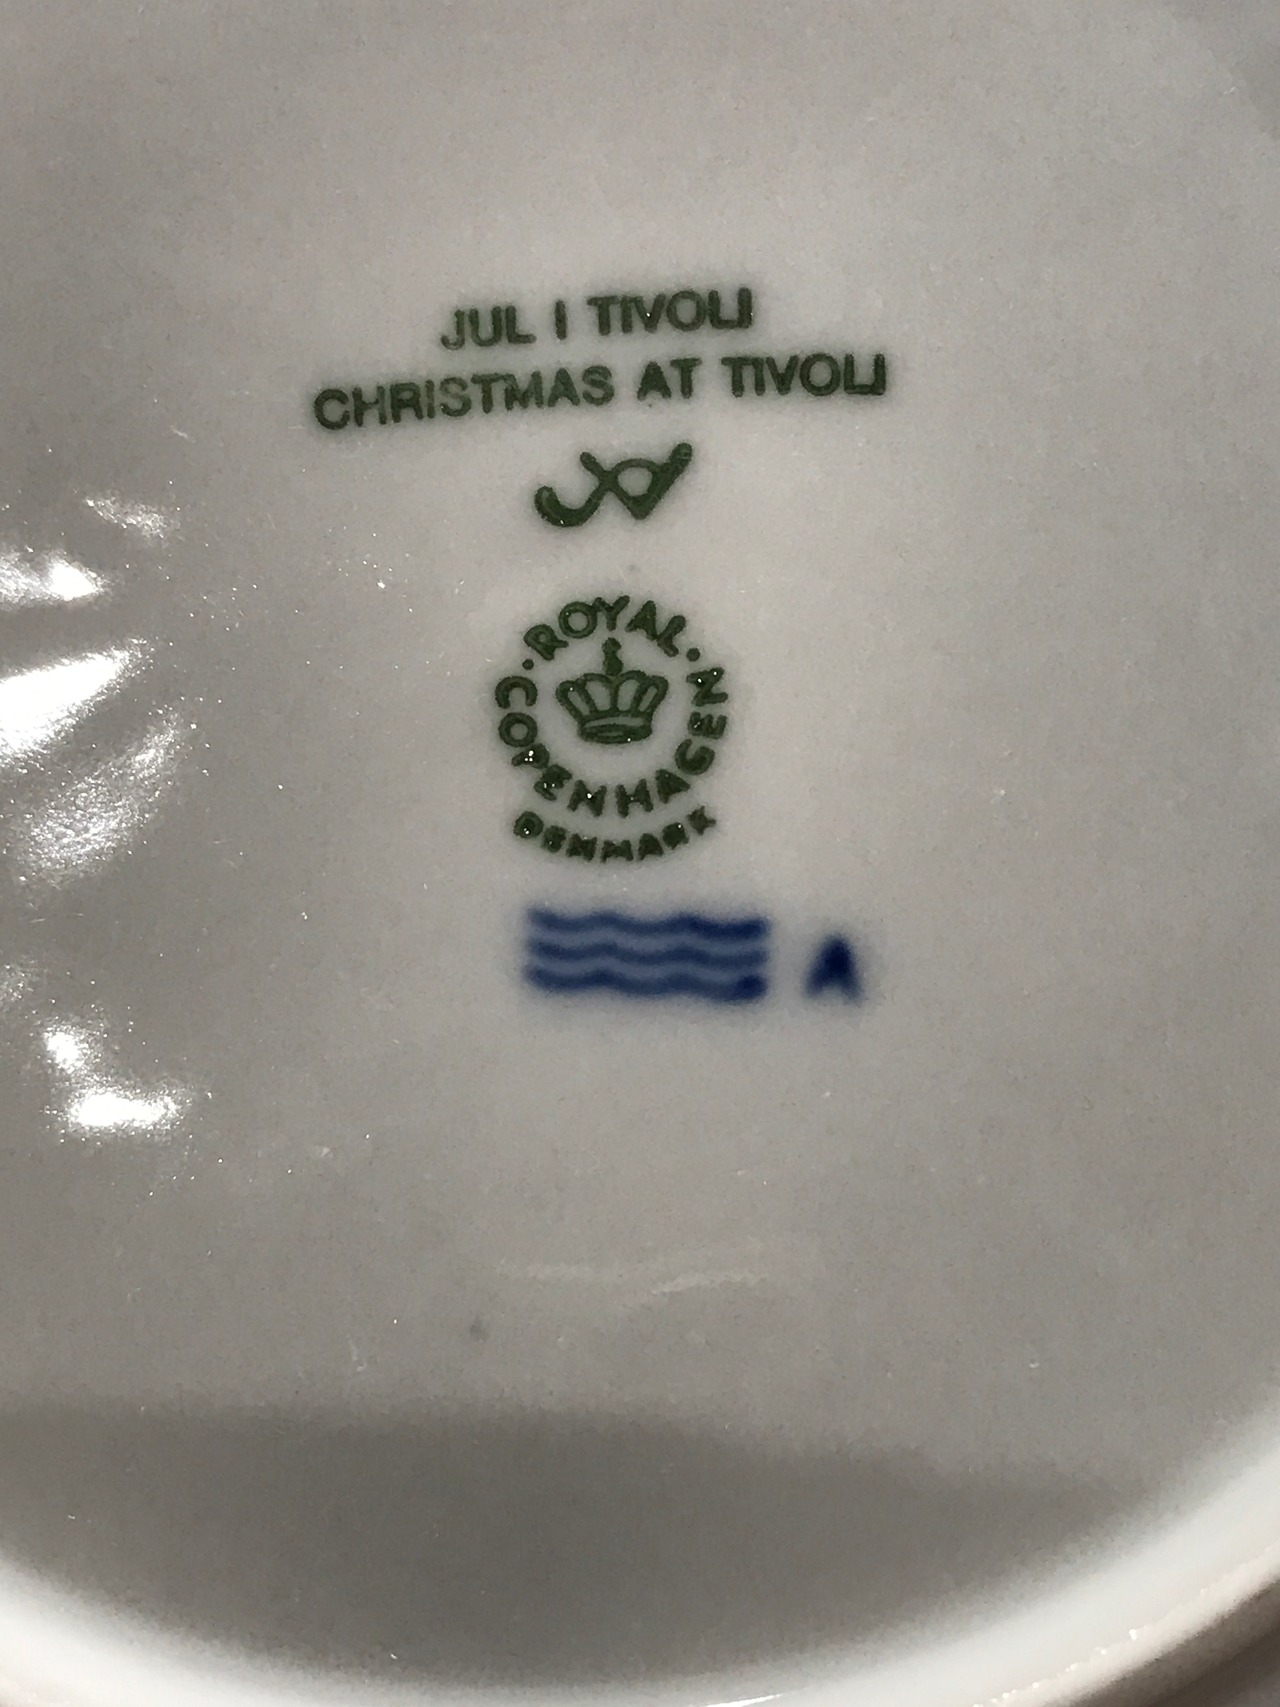 JUL I TIVOLI
CHRISTMAS AT TIVOLI
ROYAL
COPENHAGEN
DENMARK
A